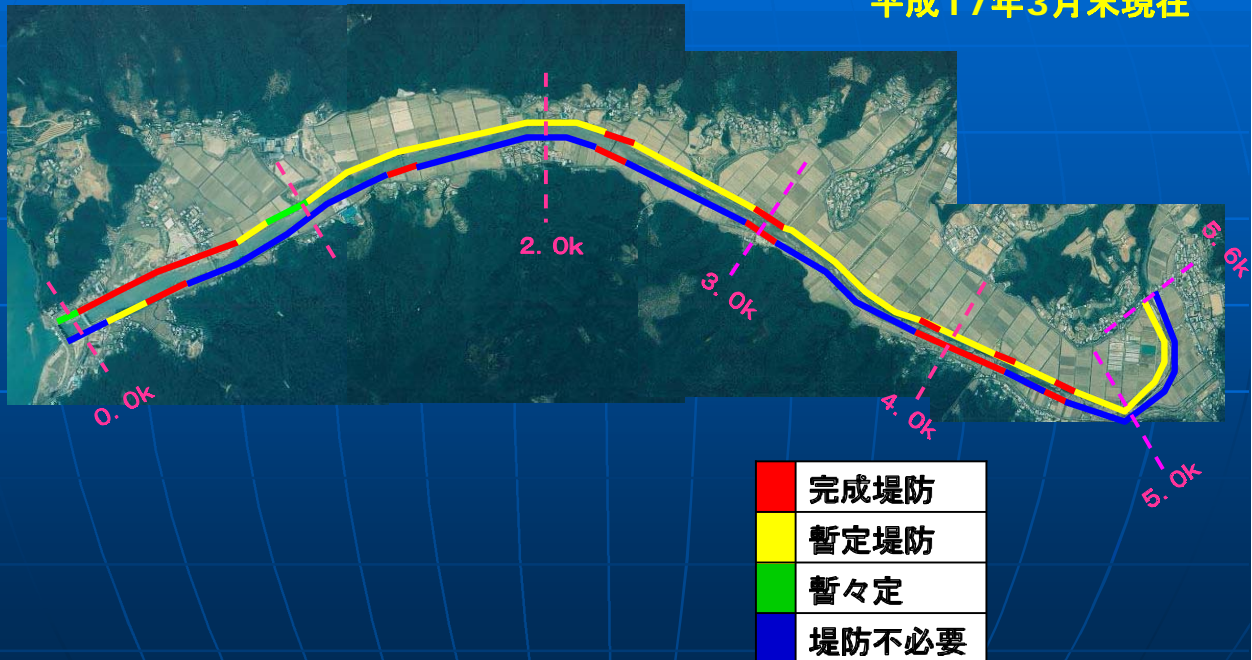 平成17年3月末現在
0.0k
2.0k
3.0k
4.0k
5.0k
5.6k
完成堤防
暫定堤防
暫々定
堤防不必要